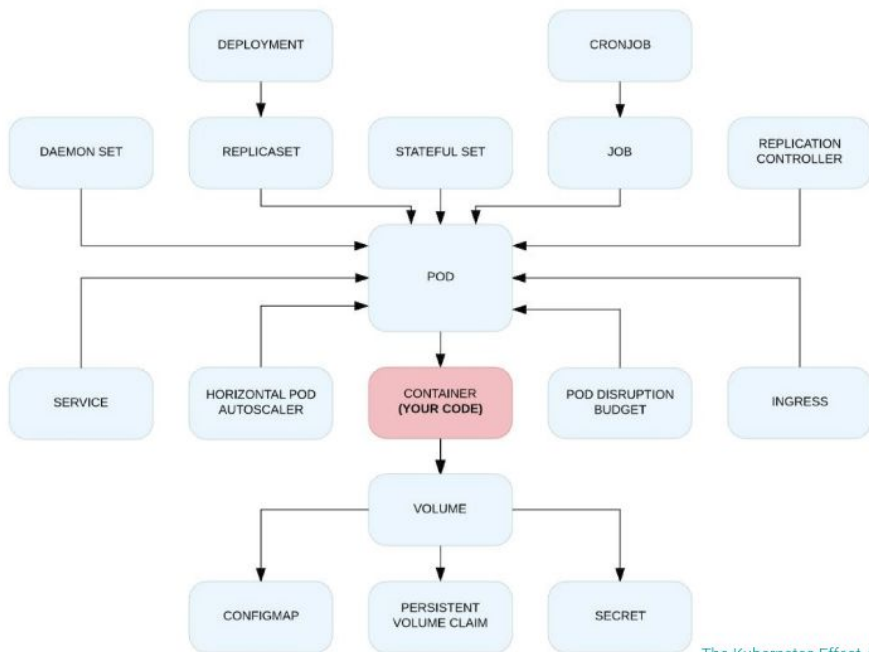 DEPLOYMENT
CRONJOB
DAEMON SET
REPLICASET
STATEFUL SET
JOB
REPLICATION
CONTROLLER
POD
SERVICE
HORIZONTAL POD
AUTOSCALER
CONTAINER
(YOUR CODE)
POD DISRUPTION
BUDGET
INGRESS
VOLUME
CONFIGMAP
PERSISTENT
VOLUME CLAIM
SECRET